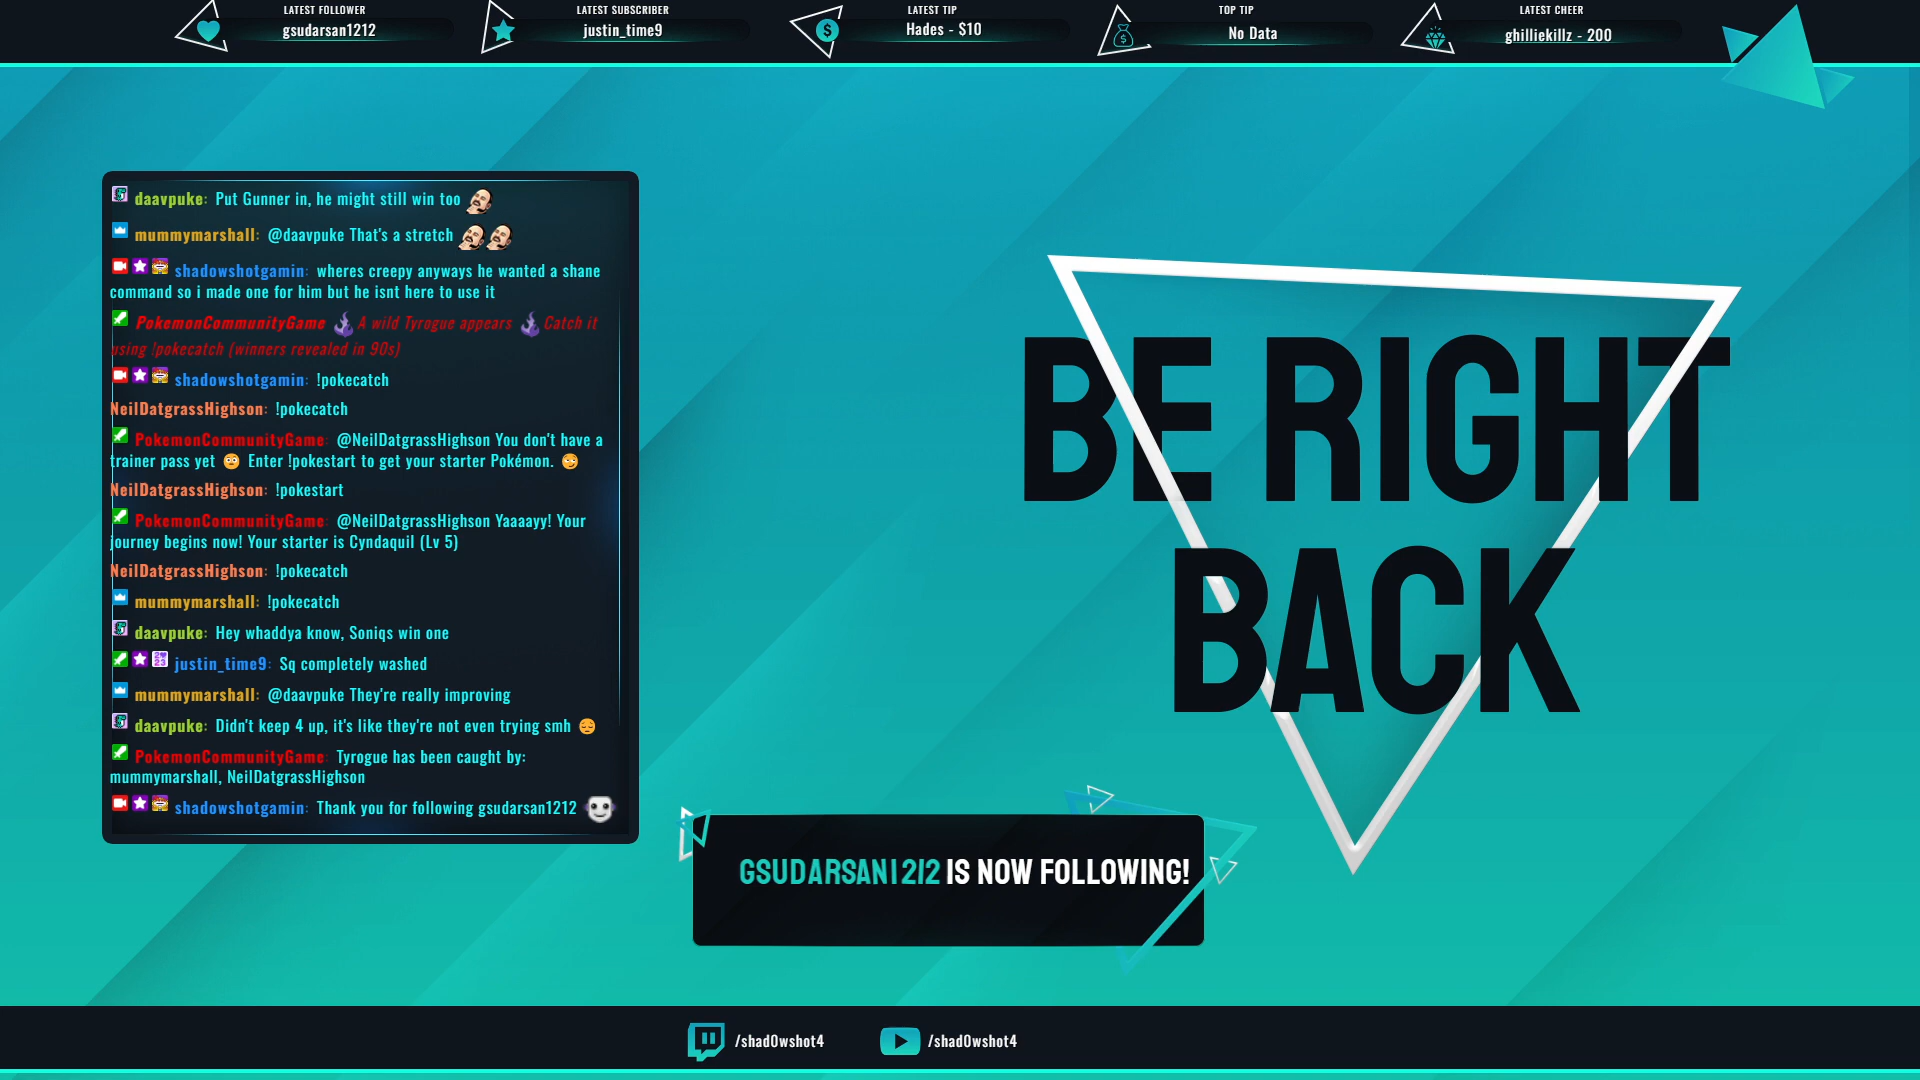 LATEST FOLLOWER
gsudarsan1212
LATEST SUBSCRIBER
justin_time9
LATEST TIP
Hades - $10
TOP TIP
No Data
LATEST CHEER
ghilliekillz - 200
daavpuke: Put Gunner in, he might still win too
mummymarshall: @daavpuke That's a stretch
shadowshotgamin: wheres creepy anyways he wanted a shane
command so i made one for him but he isnt here to use it
PokemonCommunityGame A wild Tyrogue appears Catch it
using !pokecatch (winners revealed in 90s)
shadowshotgamin: !pokecatch
NeilDatgrassHighson: !pokecatch
PokemonCommunityGame: @NeilDatgrassHighson You don't have a
trainer pass yet 😳 Enter !pokestart to get your starter Pokémon. 😏
NeilDatgrassHighson: !pokestart
PokemonCommunityGame: @NeilDatgrassHighson Yaaaayy! Your
journey begins now! Your starter is Cyndaquil (Lv 5)
NeilDatgrassHighson: !pokecatch
mummymarshall: !pokecatch
daavpuke: Hey whaddya know, Soniqs win one
justin_time9: Sq completely washed
mummymarshall: @daavpuke They're really improving
daavpuke: Didn't keep 4 up, it's like they're not even trying smh 😔
PokemonCommunityGame: Tyrogue has been caught by:
mummymarshall, NeilDatgrassHighson
shadowshotgamin: Thank you for following gsudarsan1212
BE RIGHT
BACK
GSUDARSAN1212 IS NOW FOLLOWING!
/shad0wshot4
/shad0wshot4